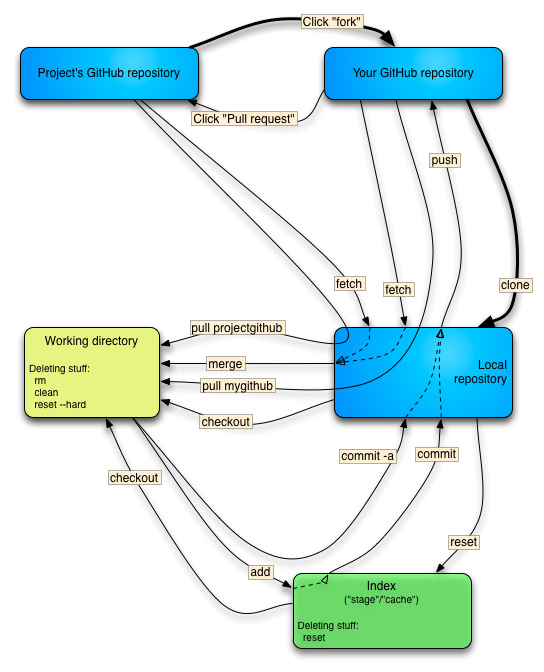 Click "fork"
Project's GitHub repository
Your GitHub repository
Click "Pull request"
push
fetch
fetch
clone
pull projectgithub
merge
pull mygithub
checkout
Working directory
Deleting stuff:
rm
clean
reset --hard
Local
repository
commit -a
commit
checkout
reset
add
Index
("stage"/"cache")
Deleting stuff:
reset